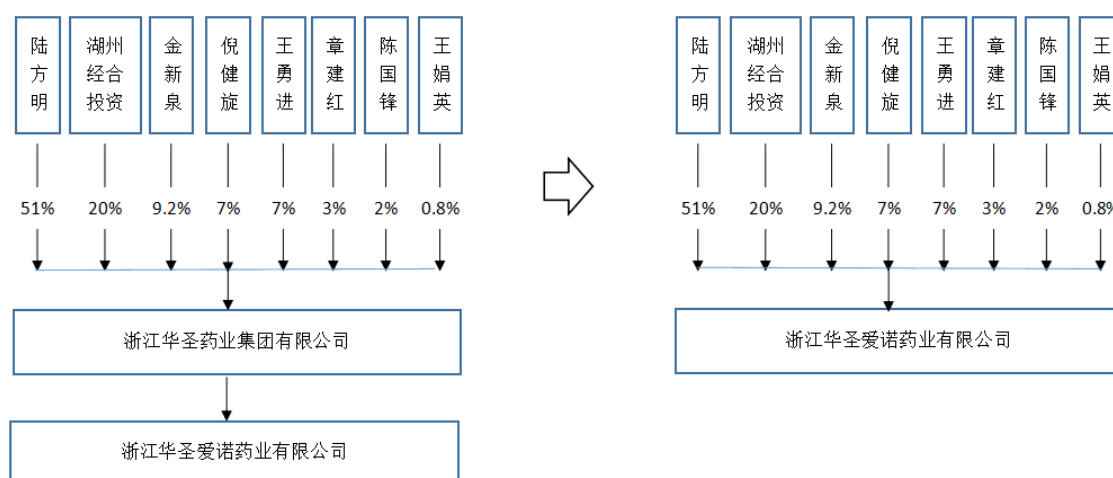 陆方明
湖州经合投资
金新泉
倪健旋
王勇进
章建红
陈国锋
王娟英
51%
20%
9.2%
7%
7%
3%
2%
0.8%
浙江华圣药业集团有限公司
浙江华圣爱诺药业有限公司
陆方明
湖州经合投资
金新泉
倪健旋
王勇进
章建红
陈国锋
王娟英
51%
20%
9.2%
7%
7%
3%
2%
0.8%
浙江华圣爱诺药业有限公司